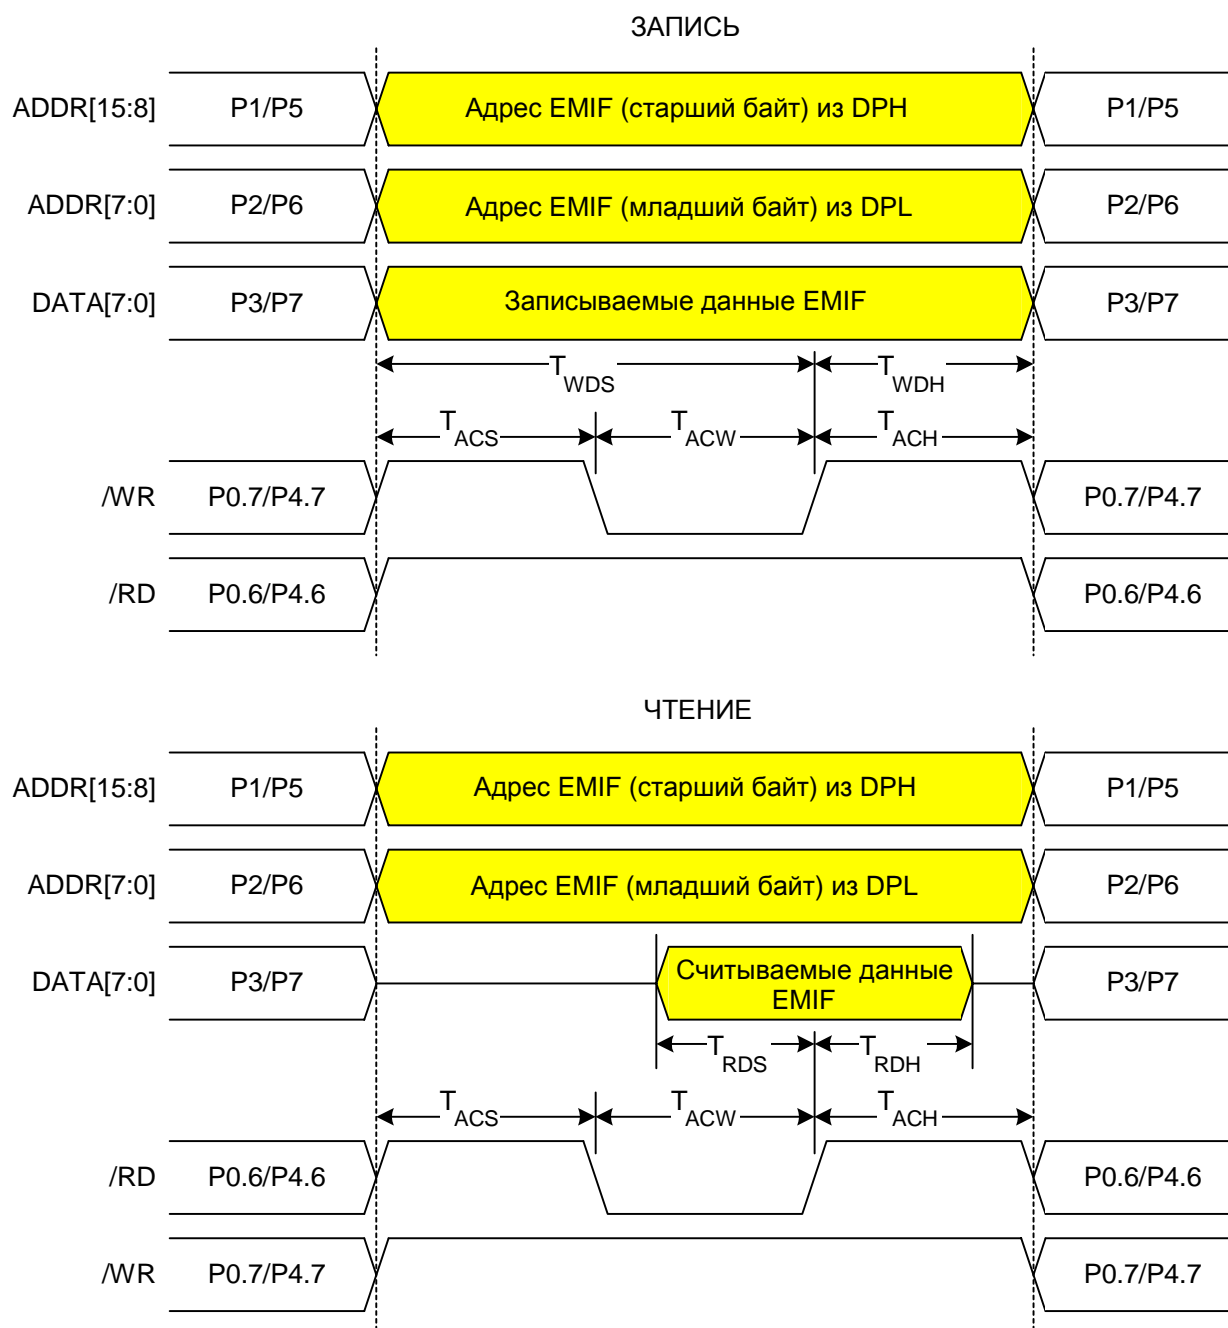 ЗАПИСЬ
ADDR[15:8] P1/P5 Адрес EMIF (старший байт) из DPH P1/P5
ADDR[7:0] P2/P6 Адрес EMIF (младший байт) из DPL P2/P6
DATA[7:0] P3/P7 Записываемые данные EMIF P3/P7
TWDS TWDH
TACS TACW TACH
/WR P0.7/P4.7 P0.7/P4.7
/RD P0.6/P4.6 P0.6/P4.6
ЧТЕНИЕ
ADDR[15:8] P1/P5 Адрес EMIF (старший байт) из DPH P1/P5
ADDR[7:0] P2/P6 Адрес EMIF (младший байт) из DPL P2/P6
DATA[7:0] P3/P7 Считываемые данные EMIF P3/P7
TRDS TRDH
TACS TACW TACH
/RD P0.6/P4.6 P0.6/P4.6
/WR P0.7/P4.7 P0.7/P4.7